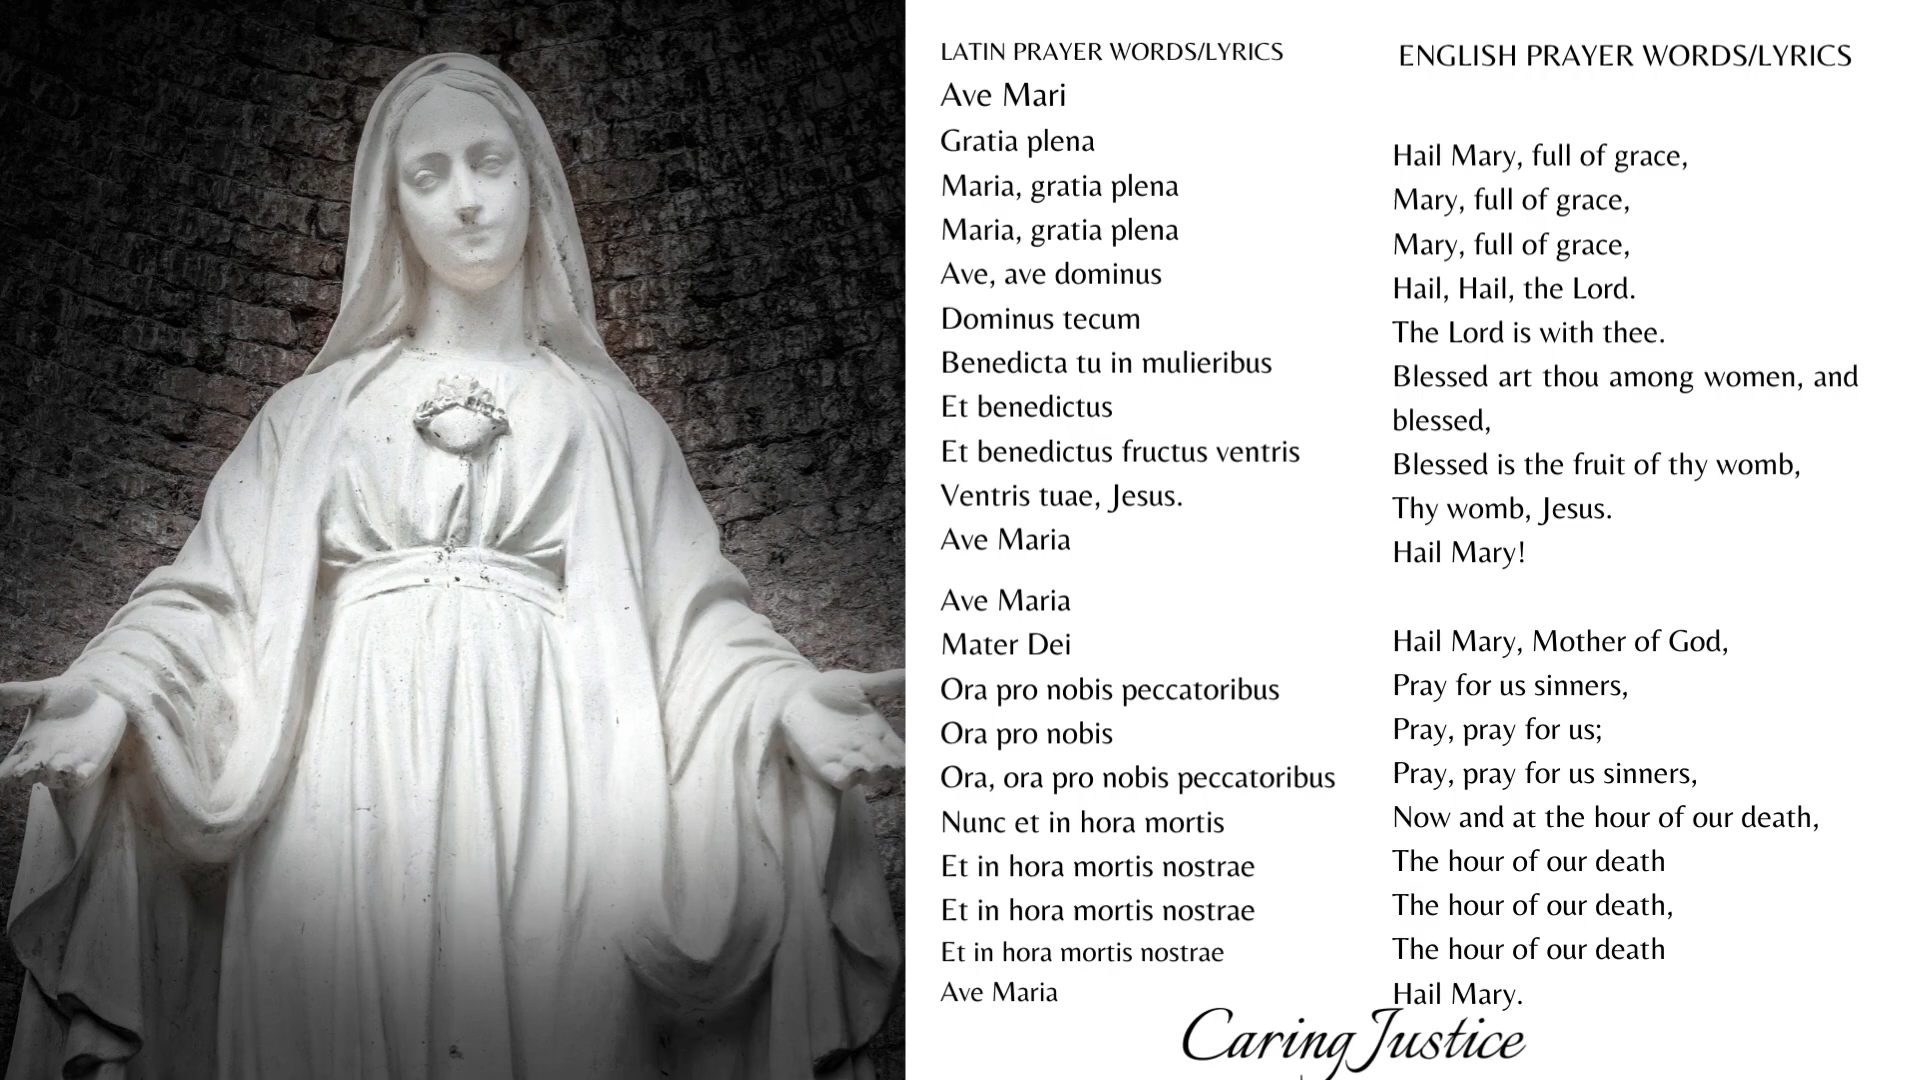 LATIN PRAYER WORDS/LYRICS
Ave Mari
Gratia plena
Maria, gratia plena
Maria, gratia plena
Ave, ave dominus
Dominus tecum
Benedicta tu in mulieribus
Et benedictus
Et benedictus fructus ventris
Ventris tuae, Jesus.
Ave Maria
Ave Maria
Mater Dei
Ora pro nobis peccatoribus
Ora pro nobis
Ora, ora pro nobis peccatoribus
Nunc et in hora mortis
Et in hora mortis nostrae
Et in hora mortis nostrae
Et in hora mortis nostrae
Ave Maria
ENGLISH PRAYER WORDS/LYRICS
Hail Mary, full of grace,
Mary, full of grace,
Mary, full of grace,
Hail, Hail, the Lord.
The Lord is with thee.
Blessed art thou among women, and
blessed,
Blessed is the fruit of thy womb,
Thy womb, Jesus.
Hail Mary!
Hail Mary, Mother of God,
Pray for us sinners,
Pray, pray for us;
Pray, pray for us sinners,
Now and at the hour of our death,
The hour of our death
The hour of our death,
The hour of our death
Hail Mary.
Caring Justice